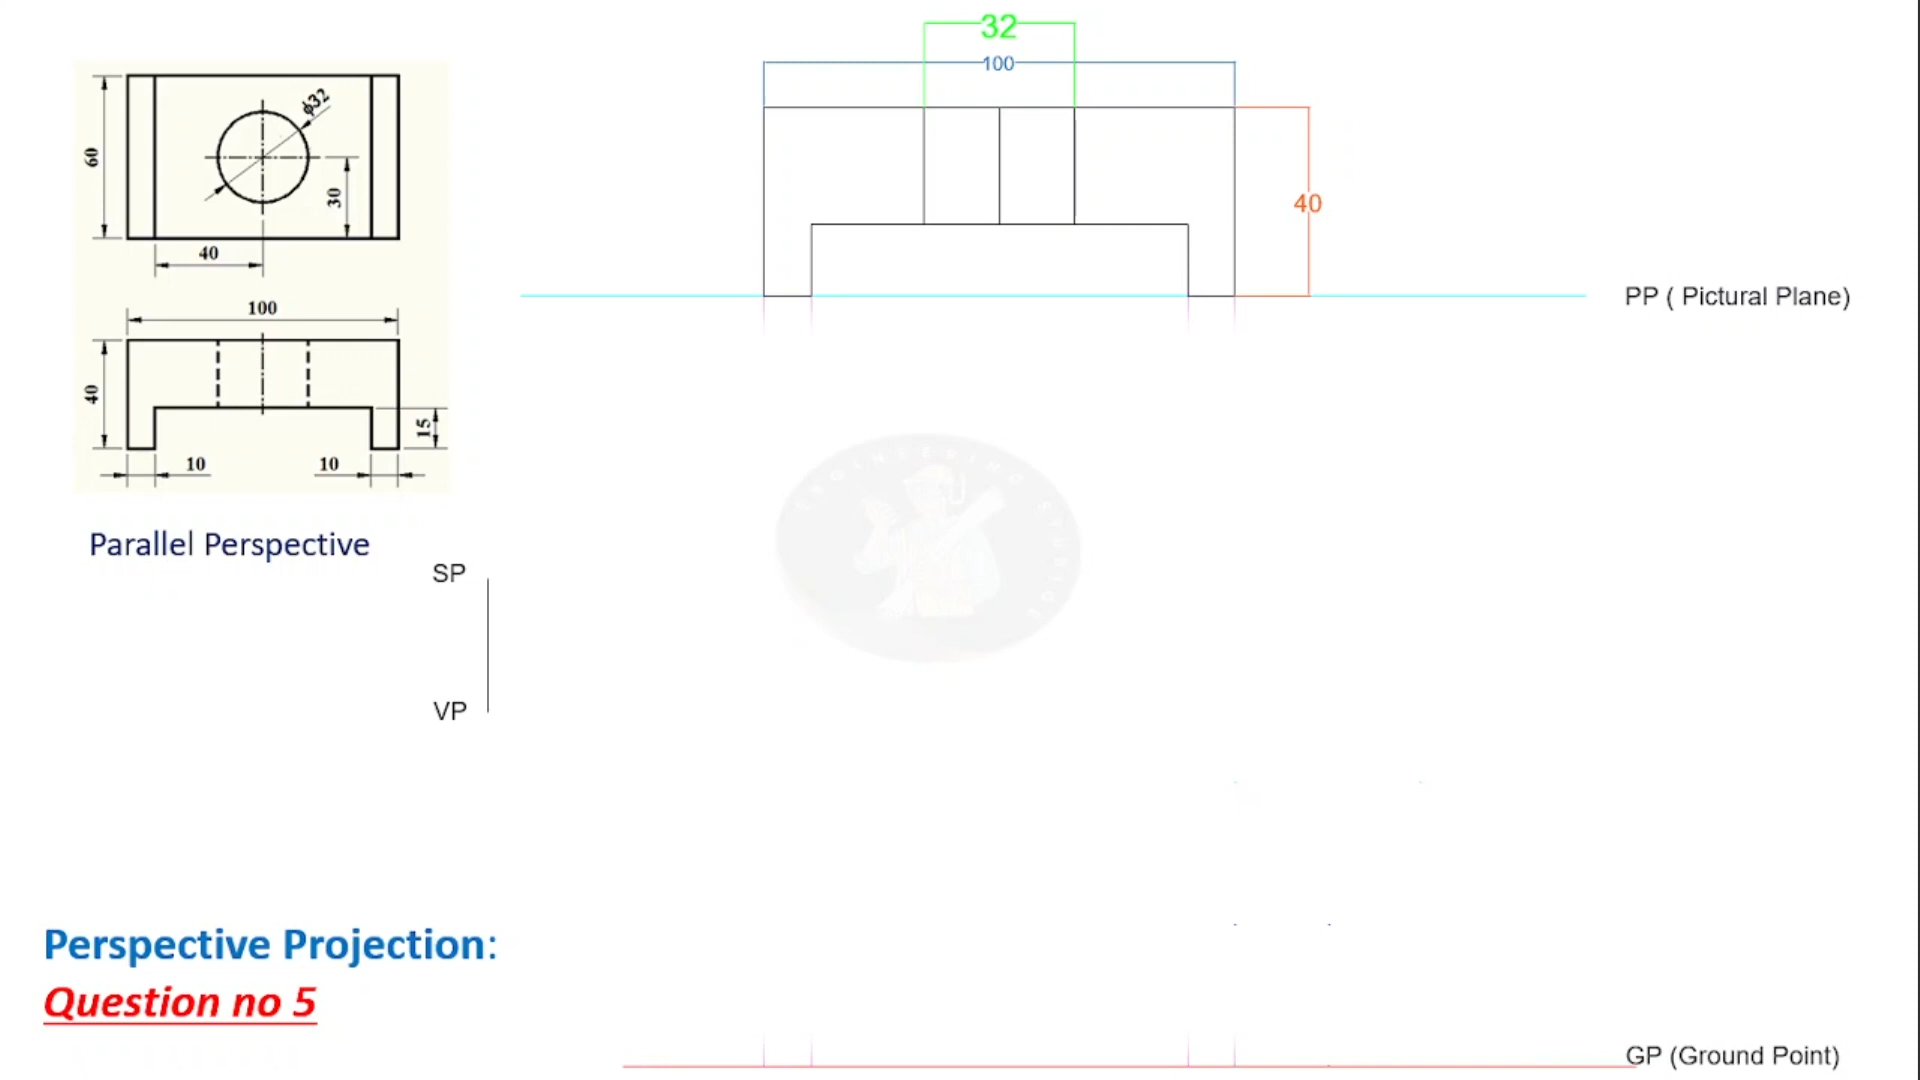 32
100
ϕ32
60
30
40
100
40
15
10
10
40
PP ( Pictural Plane)
Parallel Perspective
SP
VP
Perspective Projection:
Question no 5
GP (Ground Point)